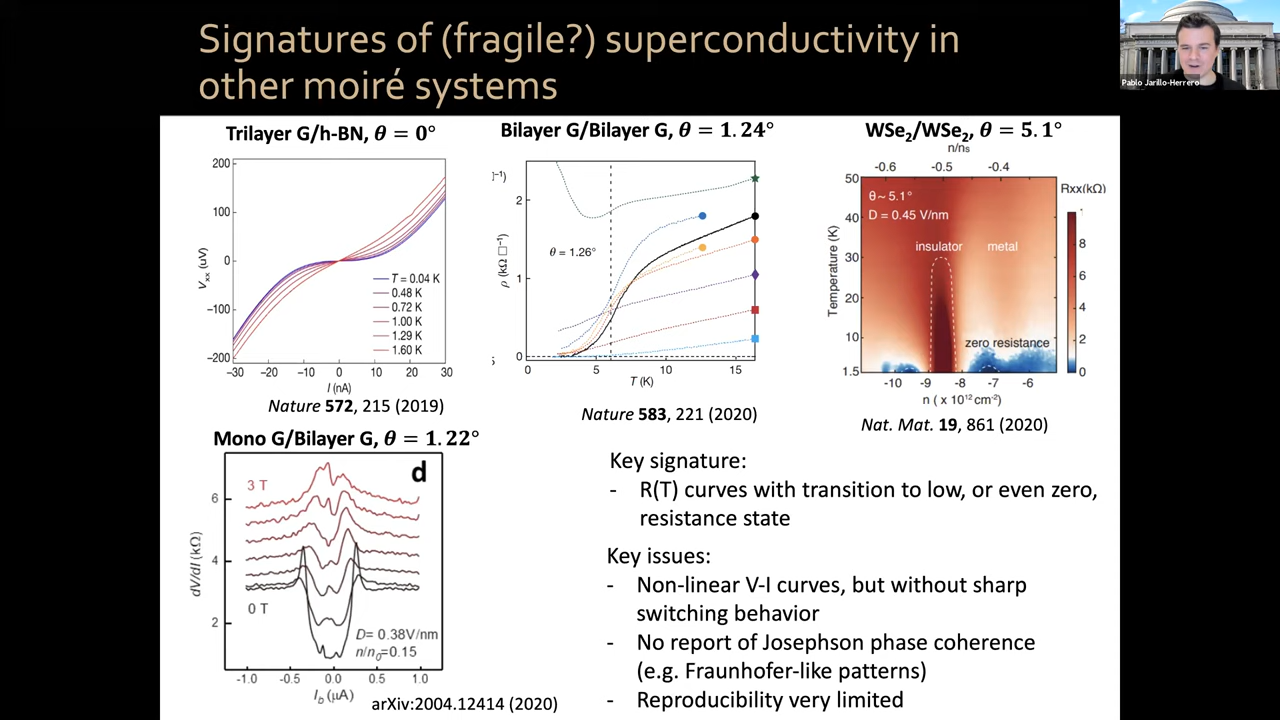 Signatures of (fragile?) superconductivity in
other moiré systems
Pablo Jarillo-Herrero
Trilayer G/h-BN, θ = 0°
200
100
0
−100
−200
V_xx (uV)
T = 0.04 K
0.48 K
0.72 K
1.00 K
1.29 K
1.60 K
−30 −20 −10 0 10 20 30
I (nA)
Nature 572, 215 (2019)
Bilayer G/Bilayer G, θ = 1.24°
2
1
0
ρ (kΩ □⁻¹)
θ = 1.26°
0 5 10 15
T (K)
Nature 583, 221 (2020)
WSe₂/WSe₂, θ = 5.1°
n/nₛ
-0.6 -0.5 -0.4
50
40
30
20
10
1.5
Temperature (K)
θ~ 5.1°
D = 0.45 V/nm
insulator metal
zero resistance
Rxx(kΩ)
8
6
4
2
0
-10 -9 -8 -7 -6
n ( x 10¹²cm⁻²)
Nat. Mat. 19, 861 (2020)
Mono G/Bilayer G, θ = 1.22°
d
3 T
6
4
2
dV/dI (kΩ)
0 T
D= 0.38V/nm
n/n₀=0.15
-1.0 -0.5 0.0 0.5 1.0
I_b (μA)
arXiv:2004.12414 (2020)
Key signature:
- R(T) curves with transition to low, or even zero,
resistance state
Key issues:
- Non-linear V-I curves, but without sharp
switching behavior
- No report of Josephson phase coherence
(e.g. Fraunhofer-like patterns)
- Reproducibility very limited